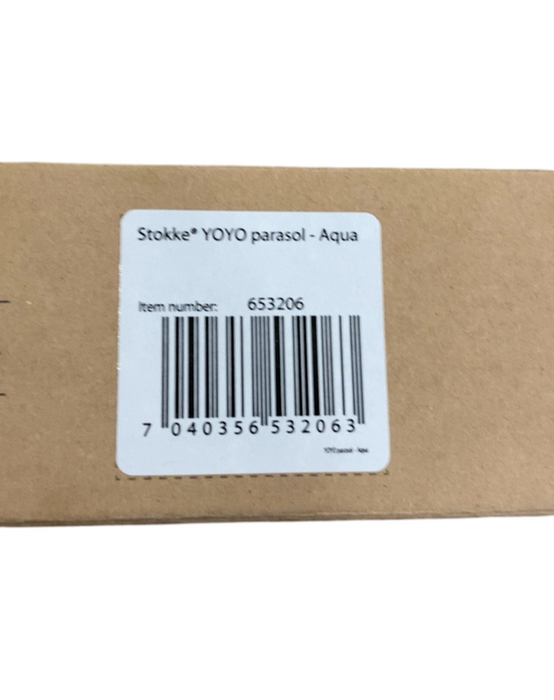 Stokke® YOYO parasol - Aqua
Item number: 653206
7 040356 532063
YOYO parasol - Aqua